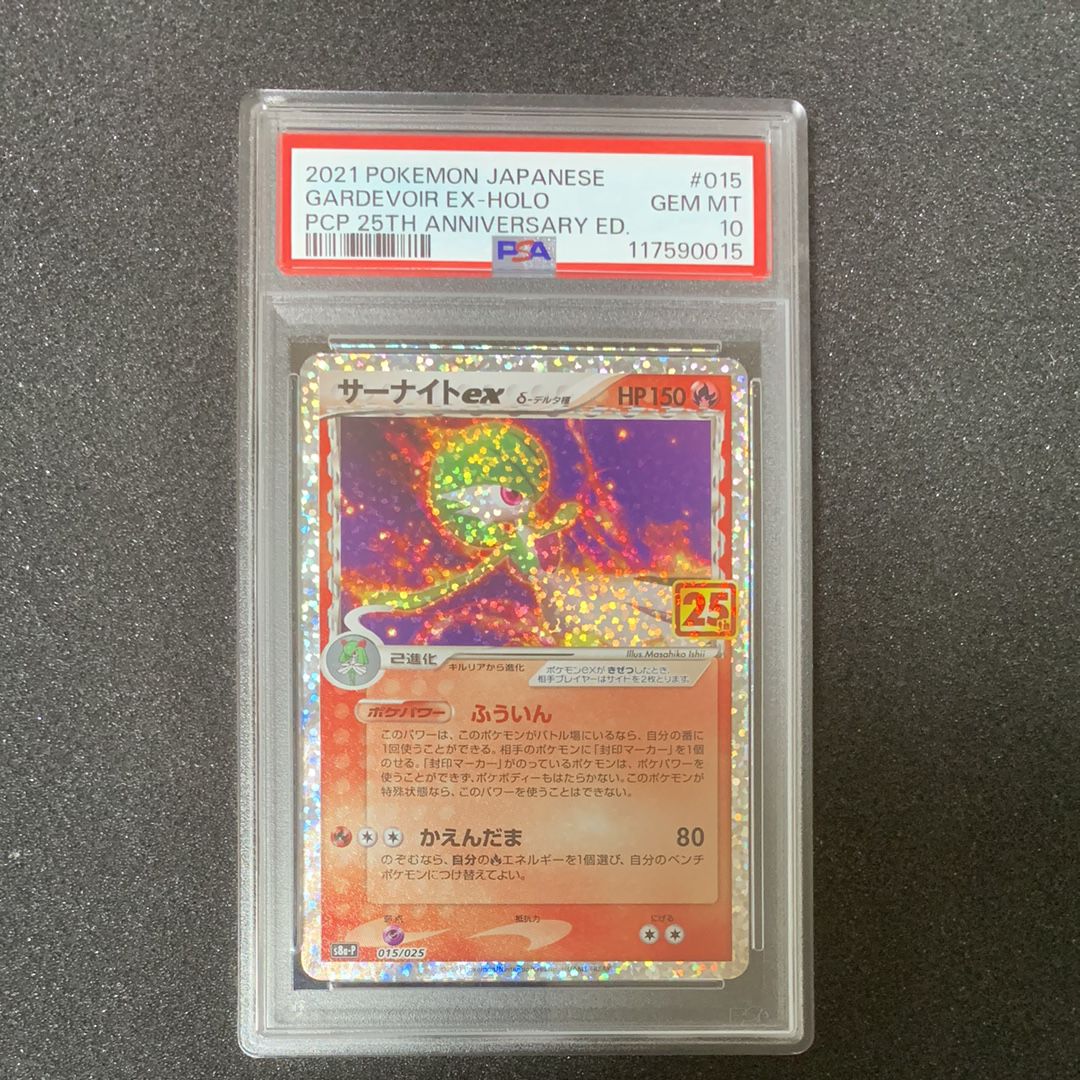 2021 POKEMON JAPANESE #015
GARDEVOIR EX-HOLO GEM MT
PCP 25TH ANNIVERSARY ED. 10
PSA 117590015
サーナイトex δ-デルタ種 HP150
25th
Illus. Masahiko Ishii
2進化 キルリアから進化
ポケモンexがきぜつしたとき、
相手プレイヤーはサイドを2枚とります。
ポケパワー ふういん
このパワーは、このポケモンがバトル場にいるなら、自分の番に
1回使うことができる。相手のポケモンに「封印マーカー」を1個
のせる。「封印マーカー」がのっているポケモンは、ポケパワーを
使うことができず、ポケボディーもはたらかない。このポケモンが
特殊状態なら、このパワーを使うことはできない。
かえんだま 80
のぞむなら、自分のエネルギーを1個選び、自分のベンチ
ポケモンにつけ替えてよい。
弱点 抵抗力 にげる
s8a-P 015/025